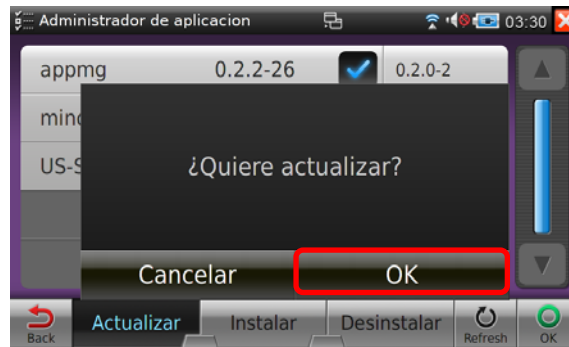 Administrador de aplicacion 03:30
appmg 0.2.2-26 0.2.0-2
US-S
¿Quiere actualizar?
Cancelar OK
Back Actualizar Instalar Desinstalar Refresh OK